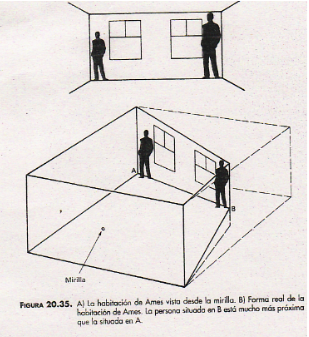 A
B
Mirilla
FIGURA 20.35. A) La habitación de Ames vista desde la mirilla. B) Forma real de la
habitación de Ames. La persona situada en B está mucho más próxima
que la situada en A.